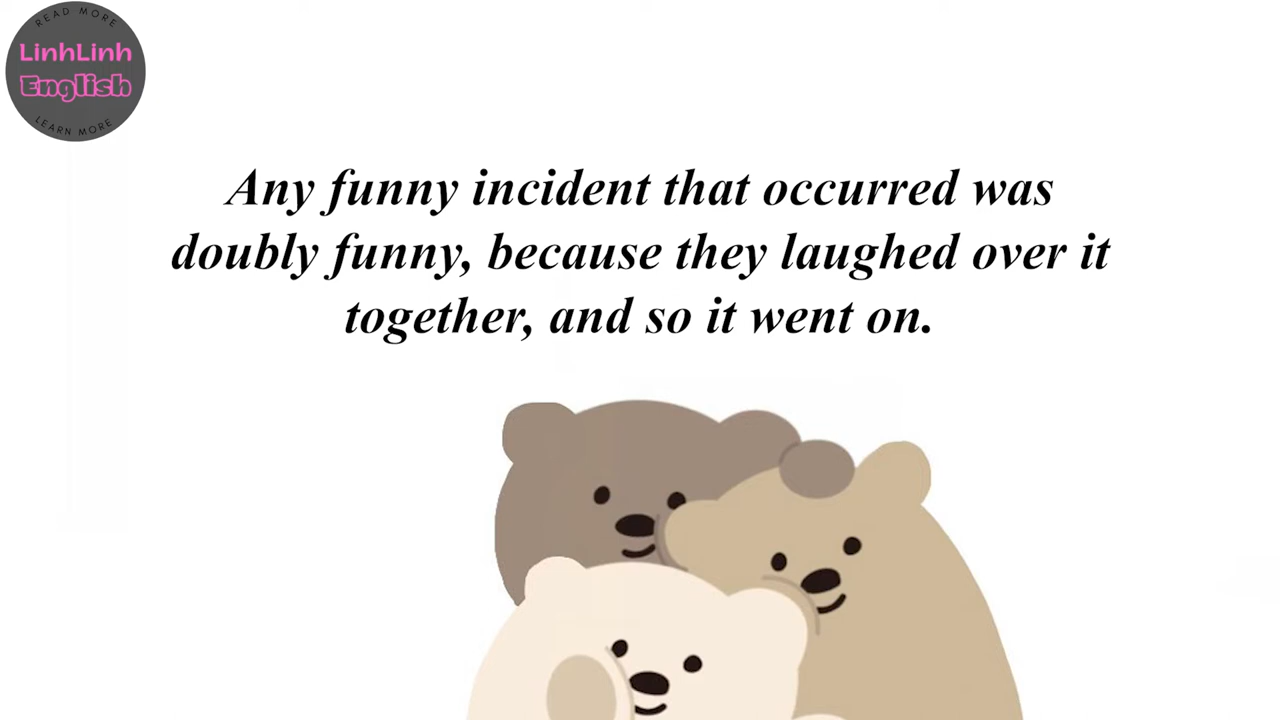 READ MORE
LinhLinh
English
LEARN MORE
Any funny incident that occurred was
doubly funny, because they laughed over it
together, and so it went on.